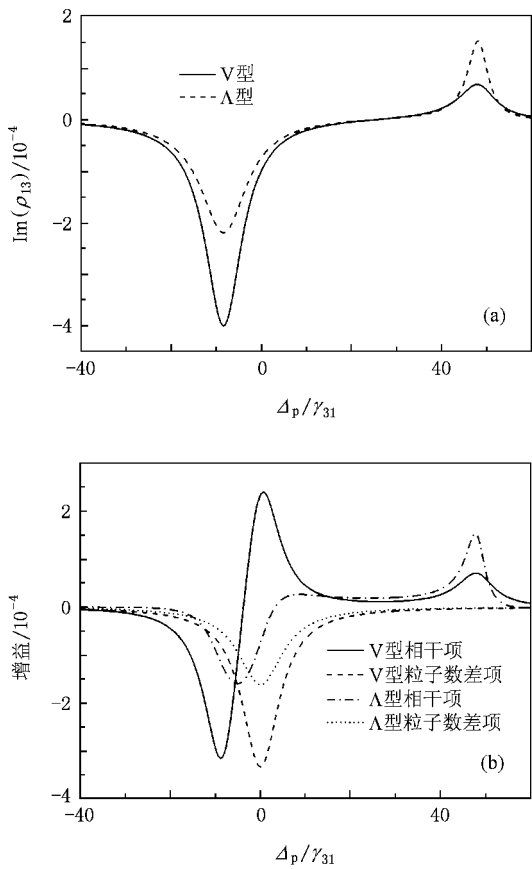 2
0
-2
-4
Im(ρ₁₃)/10⁻⁴
V型
Λ型
(a)
-40
0
40
Δₚ/γ₃₁
2
0
-2
-4
增益/10⁻⁴
V型相干项
V型粒子数差项
Λ型相干项
Λ型粒子数差项
(b)
-40
0
40
Δₚ/γ₃₁